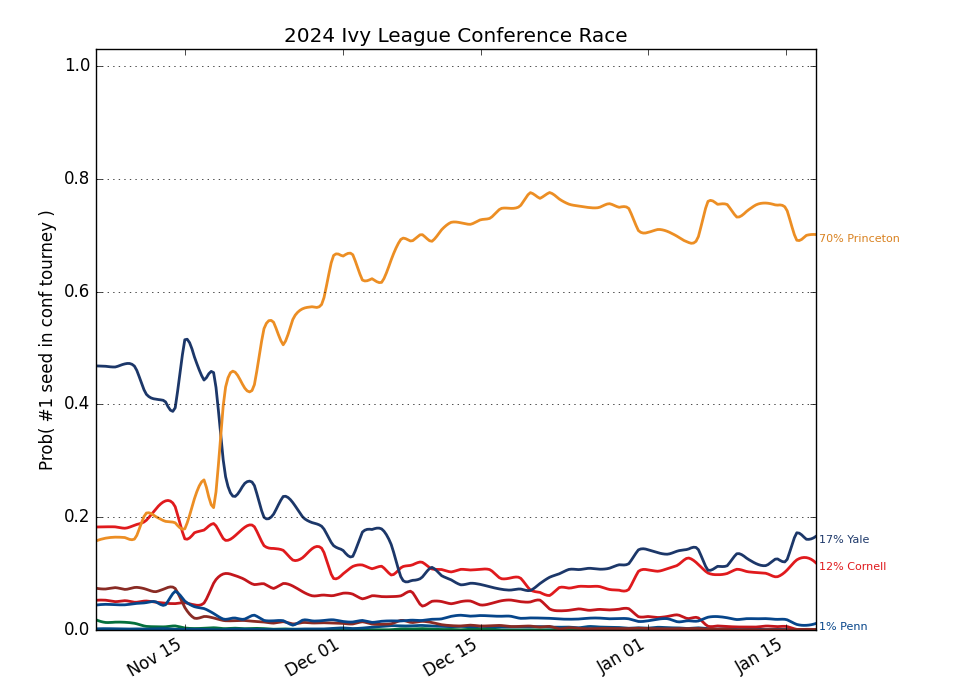 2024 Ivy League Conference Race
Prob( #1 seed in conf tourney )
1.0
0.8
0.6
0.4
0.2
0.0
70% Princeton
17% Yale
12% Cornell
1% Penn
Nov 15
Dec 01
Dec 15
Jan 01
Jan 15